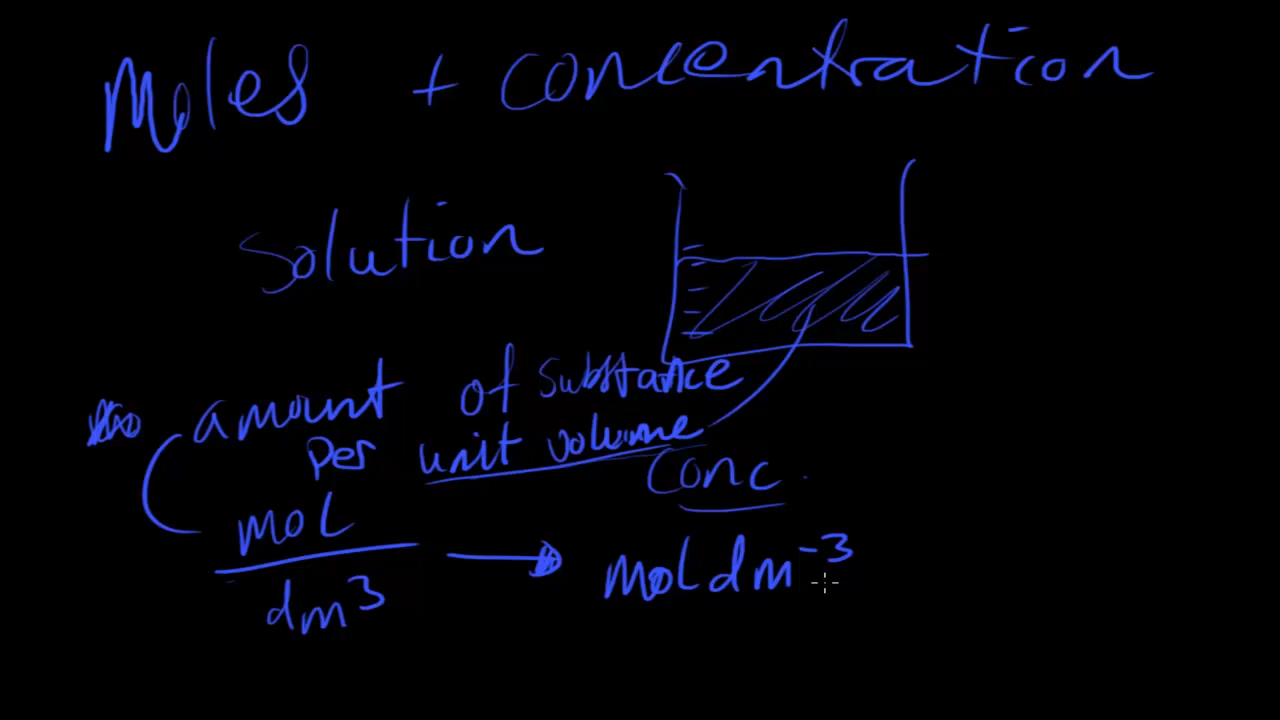 Moles + concentration
Solution
amount of substance
per unit volume
conc.
mol
dm³ → mol dm⁻³